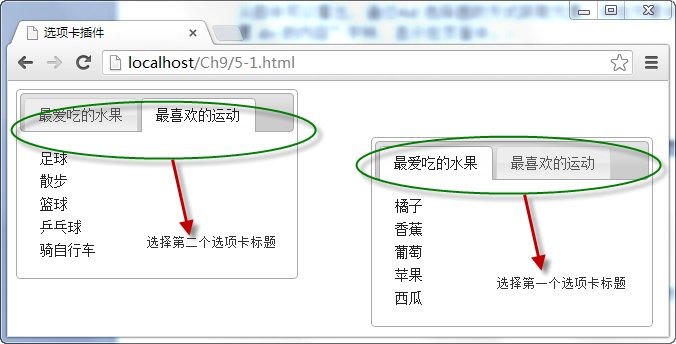 选项卡插件
localhost/Ch9/5-1.html
最爱吃的水果
最喜欢的运动
足球
散步
篮球
乒乓球
骑自行车
选择第二个选项卡标题
最爱吃的水果
最喜欢的运动
橘子
香蕉
葡萄
苹果
西瓜
选择第一个选项卡标题